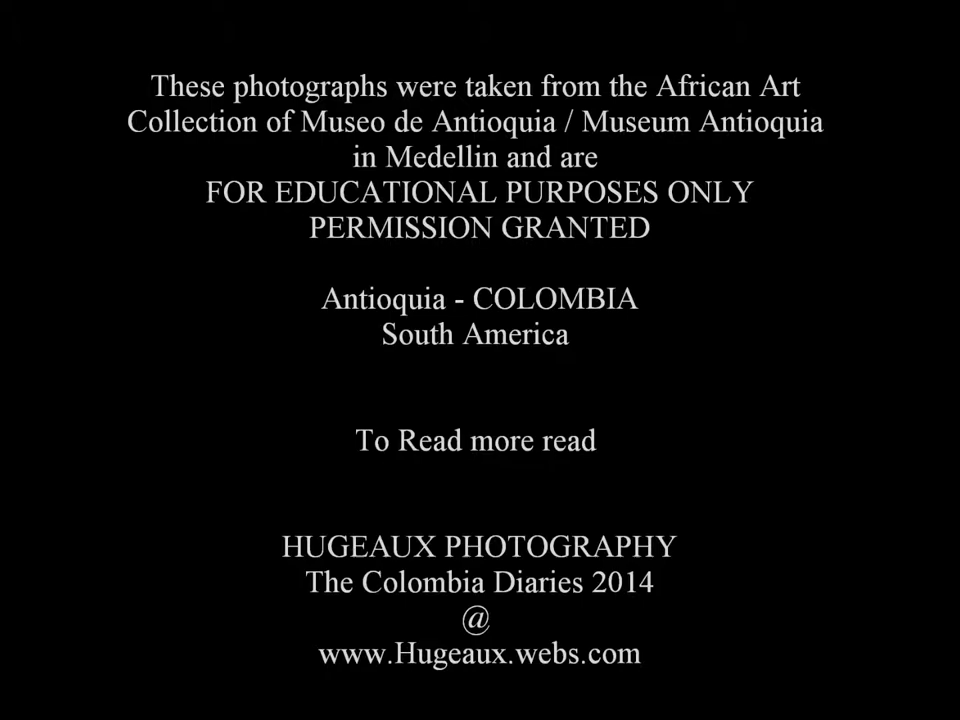 These photographs were taken from the African Art
Collection of Museo de Antioquia / Museum Antioquia
in Medellin and are
FOR EDUCATIONAL PURPOSES ONLY
PERMISSION GRANTED
Antioquia - COLOMBIA
South America
To Read more read
HUGEAUX PHOTOGRAPHY
The Colombia Diaries 2014
@
www.Hugeaux.webs.com